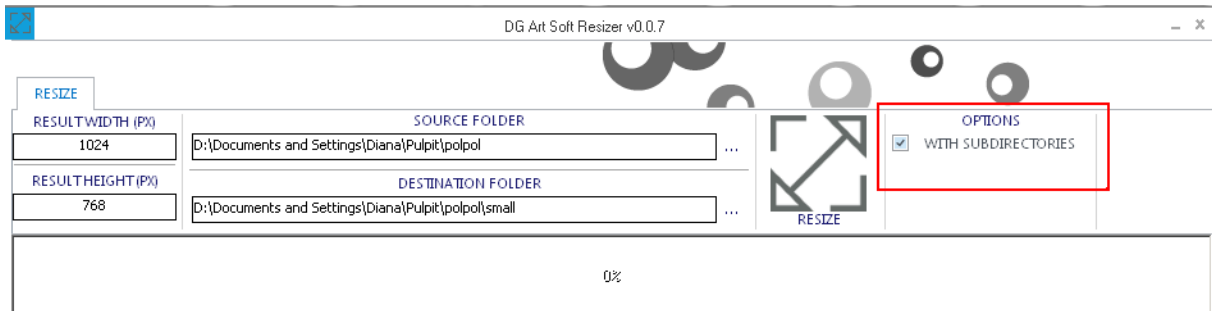 DG Art Soft Resizer v0.0.7
RESIZE
RESULT WIDTH (PX)
1024
RESULT HEIGHT (PX)
768
SOURCE FOLDER
D:\Documents and Settings\Diana\Pulpit\polpol
...
DESTINATION FOLDER
D:\Documents and Settings\Diana\Pulpit\polpol\small
...
RESIZE
OPTIONS
WITH SUBDIRECTORIES
0%